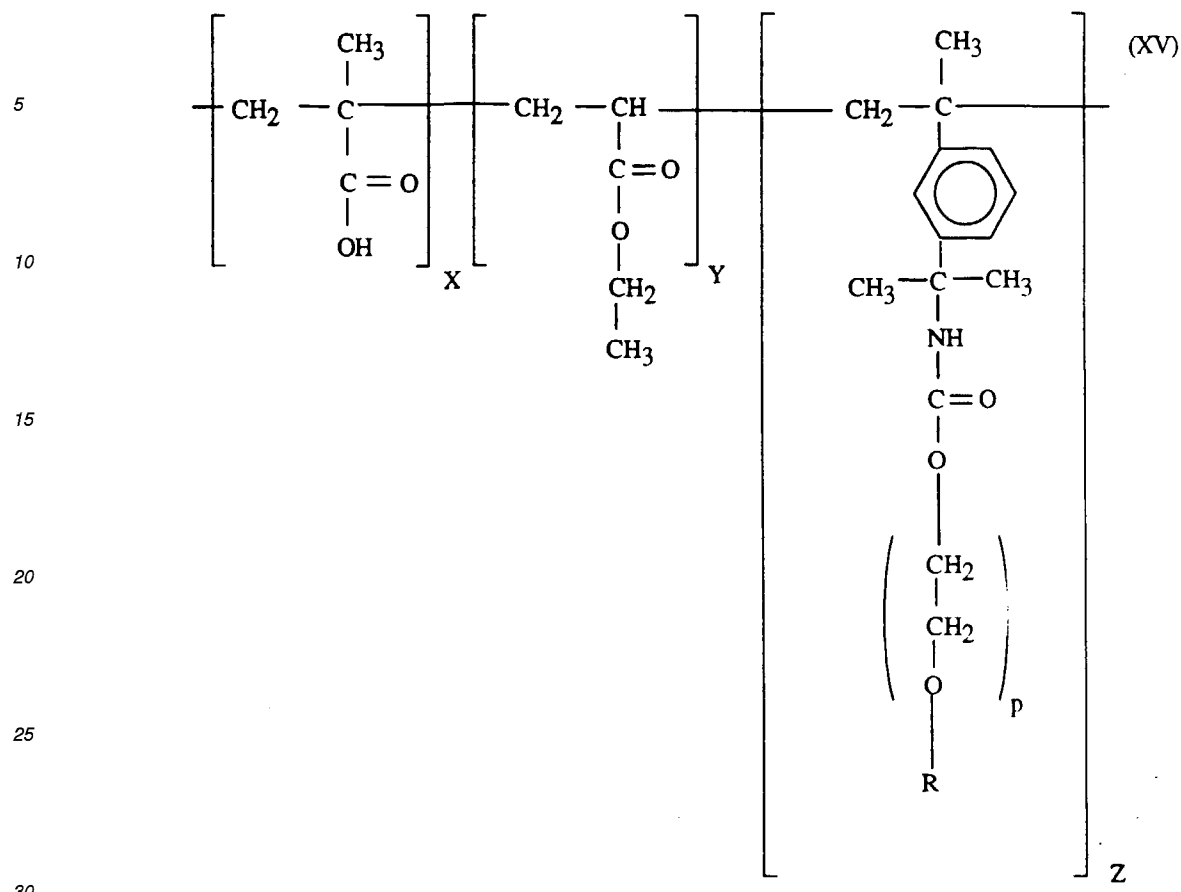 CH3 CH3 (XV)
5 CH2 C CH2 CH CH2 C
C=O C=O
OH O
10 X CH2 Y CH3 C CH3
CH3 NH
C=O
15 O
20 CH2
CH2
O
p
25 R
Z
30